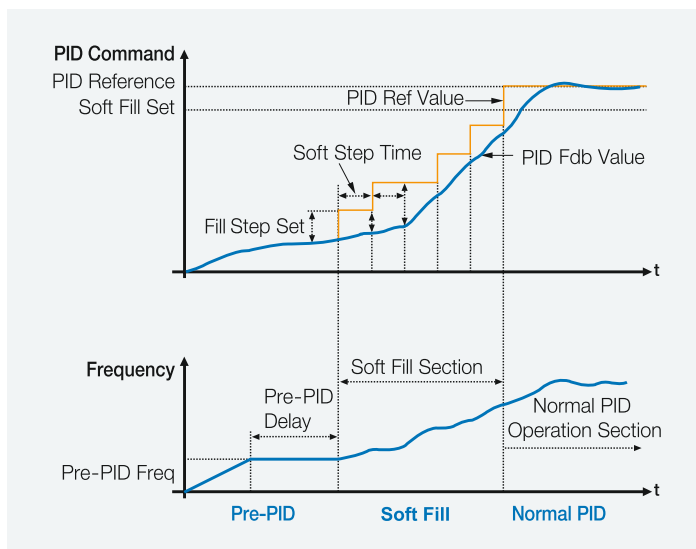 PID Command
PID Reference
Soft Fill Set
PID Ref Value
Soft Step Time
PID Fdb Value
Fill Step Set
t
Frequency
Soft Fill Section
Pre-PID
Delay
Normal PID
Operation Section
Pre-PID Freq
t
Pre-PID
Soft Fill
Normal PID